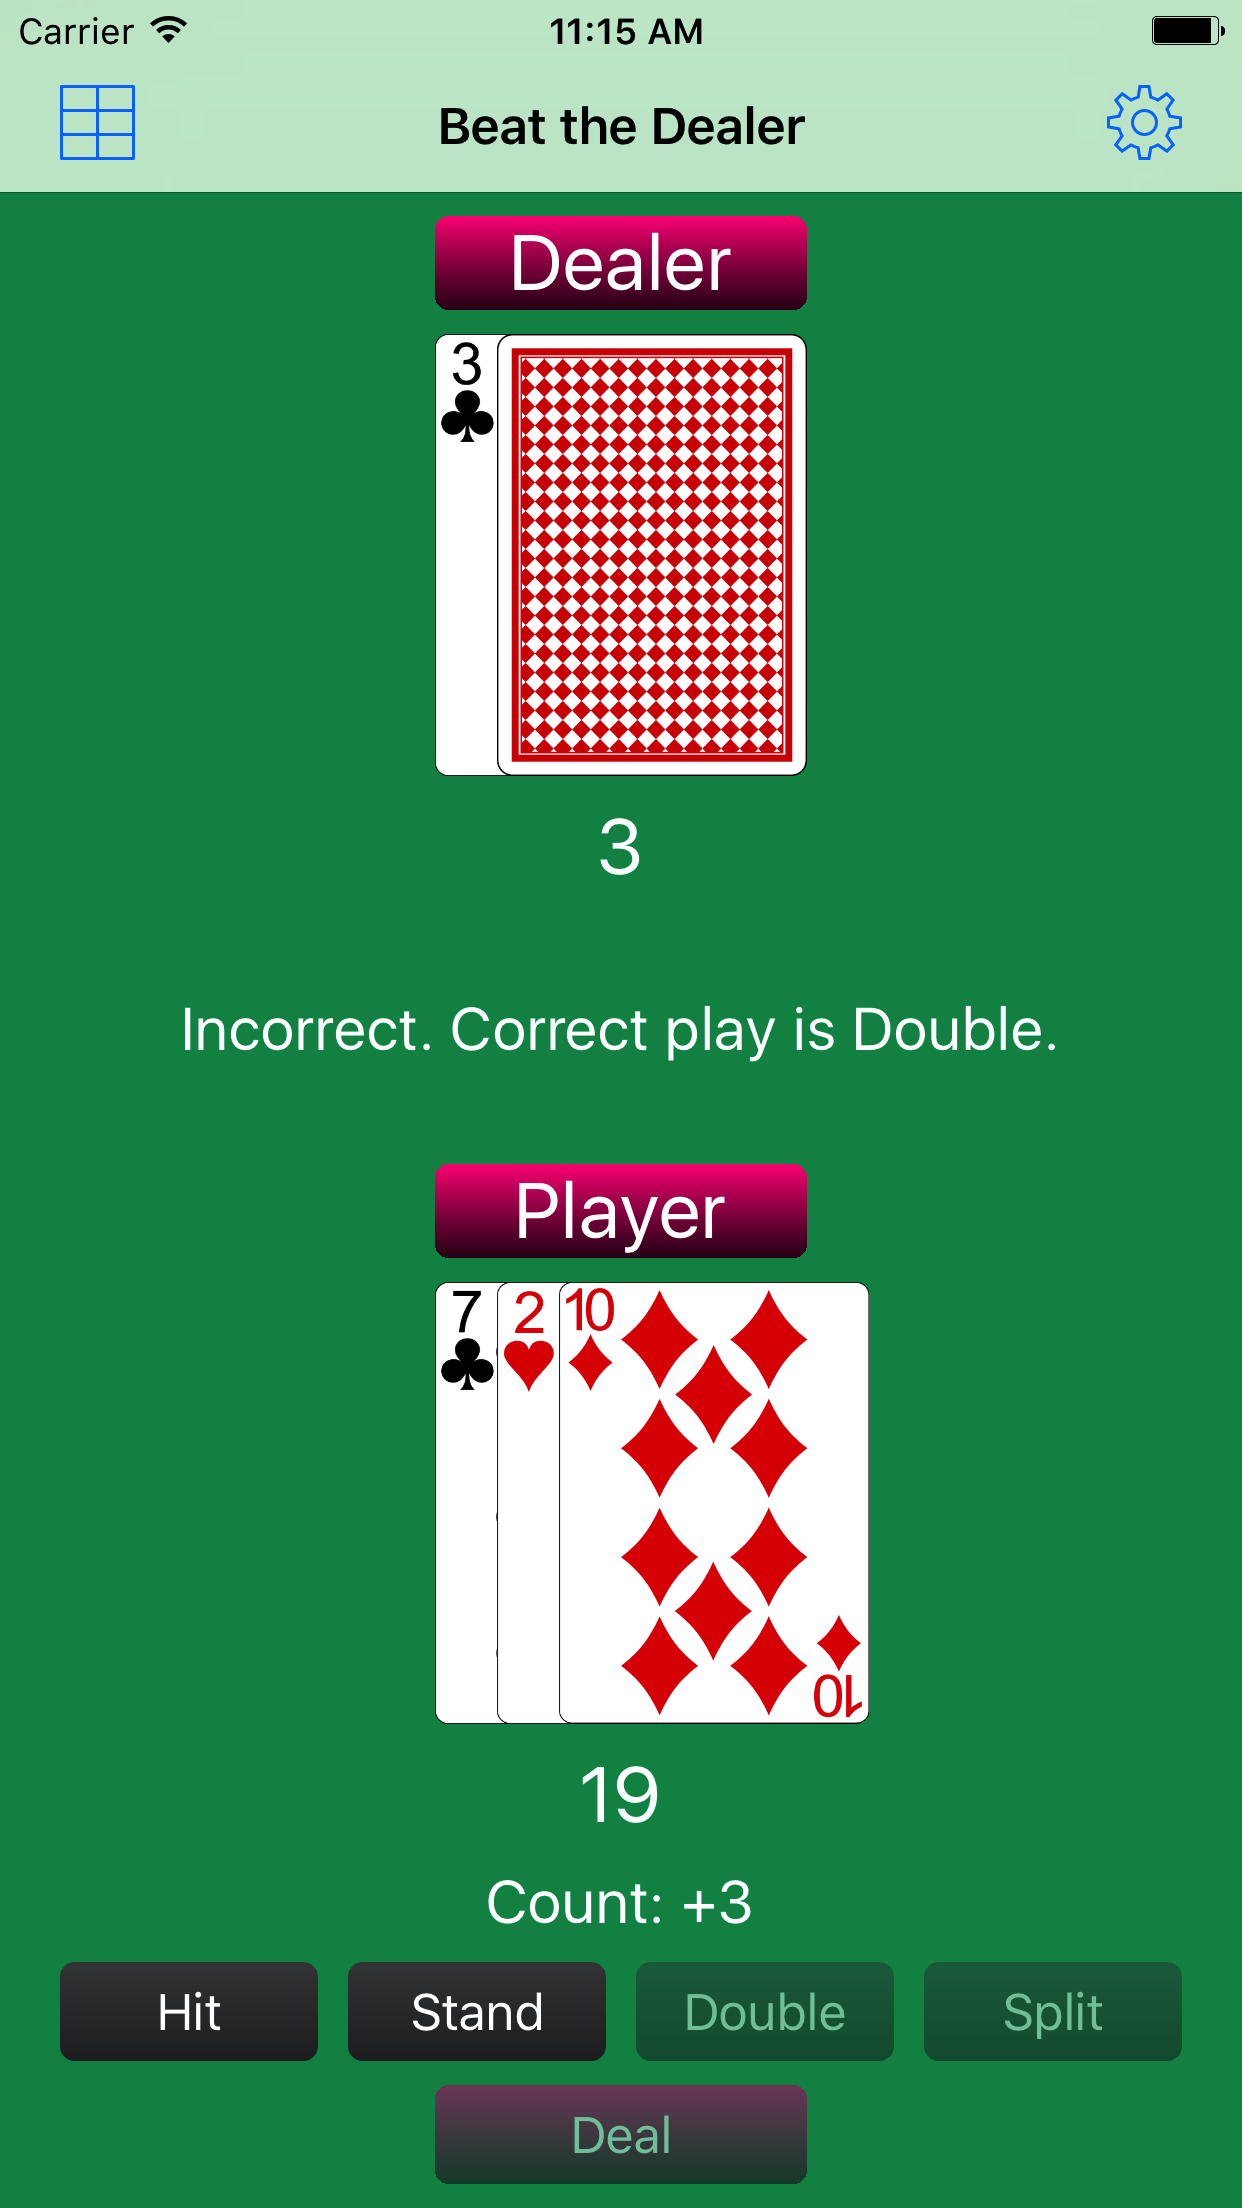 Carrier 11:15 AM
Beat the Dealer
Dealer
3
3
Incorrect. Correct play is Double.
Player
7 2 10
10
19
Count: +3
Hit Stand Double Split
Deal